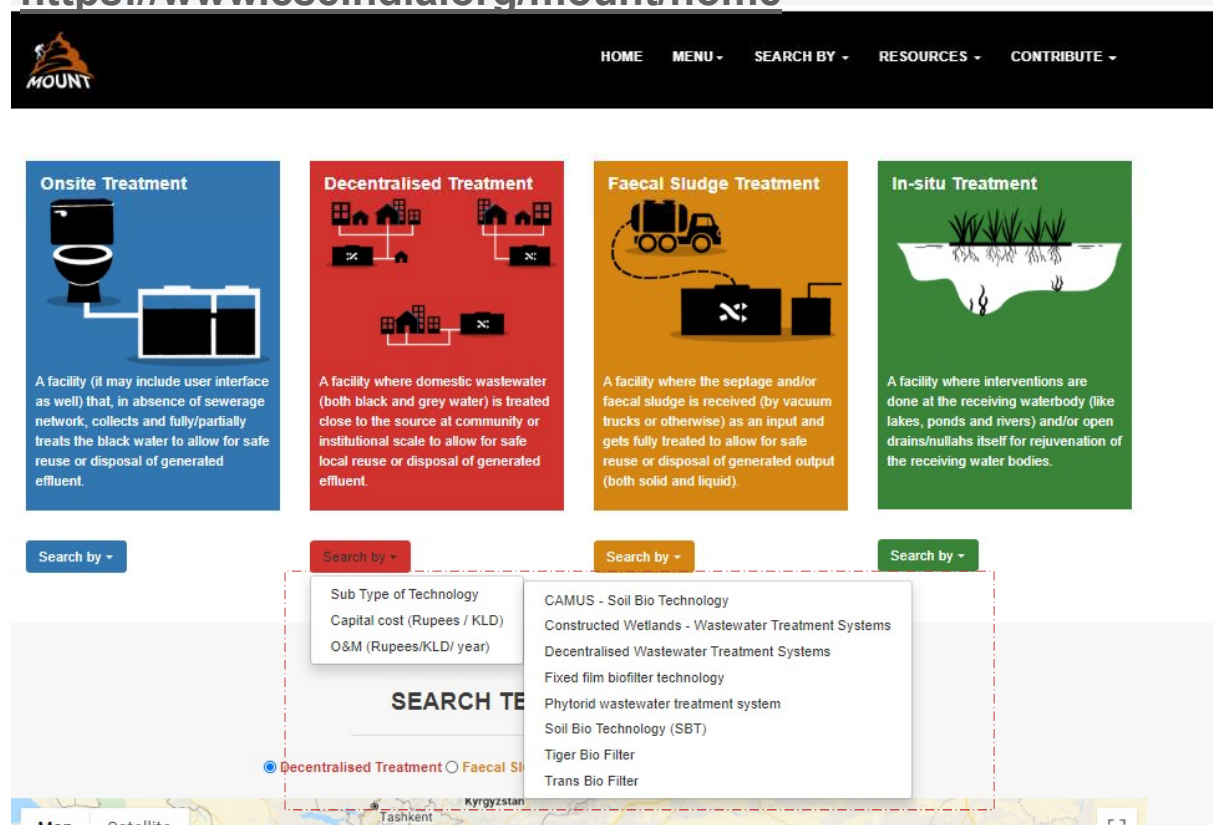 https://www.cseindia.org/mount/home
MOUNT
HOME MENU SEARCH BY RESOURCES CONTRIBUTE
Onsite Treatment
A facility (it may include user interface
as well) that, in absence of sewerage
network, collects and fully/partially
treats the black water to allow for safe
reuse or disposal of generated
effluent.
Search by
Decentralised Treatment
A facility where domestic wastewater
(both black and grey water) is treated
close to the source at community or
institutional scale to allow for safe
local reuse or disposal of generated
effluent.
Search by
Faecal Sludge Treatment
A facility where the septage and/or
faecal sludge is received (by vacuum
trucks or otherwise) as an input and
gets fully treated to allow for safe
reuse or disposal of generated output
(both solid and liquid).
Search by
In-situ Treatment
A facility where interventions are
done at the receiving waterbody (like
lakes, ponds and rivers) and/or open
drains/nullahs itself for rejuvenation of
the receiving water bodies.
Search by
Sub Type of Technology
Capital cost (Rupees / KLD)
O&M (Rupees/KLD/ year)
CAMUS - Soil Bio Technology
Constructed Wetlands - Wastewater Treatment Systems
Decentralised Wastewater Treatment Systems
Fixed film biofilter technology
Phytorid wastewater treatment system
Soil Bio Technology (SBT)
Tiger Bio Filter
Trans Bio Filter
SEARCH TE
Decentralised Treatment Faecal Sl
Kyrgyzstan
Tashkent
Map Satellite